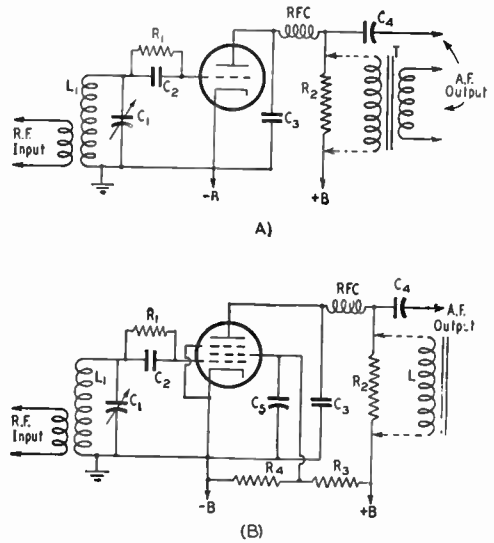 RFC
C4
R1
C2
L1
C1
R.F.
Input
C3
R2
T
A.F.
Output
-B
+B
A)
RFC
C4
R1
C2
L1
C1
R.F.
Input
C5
C3
R2
L
A.F.
Output
R4
R3
-B
+B
(B)